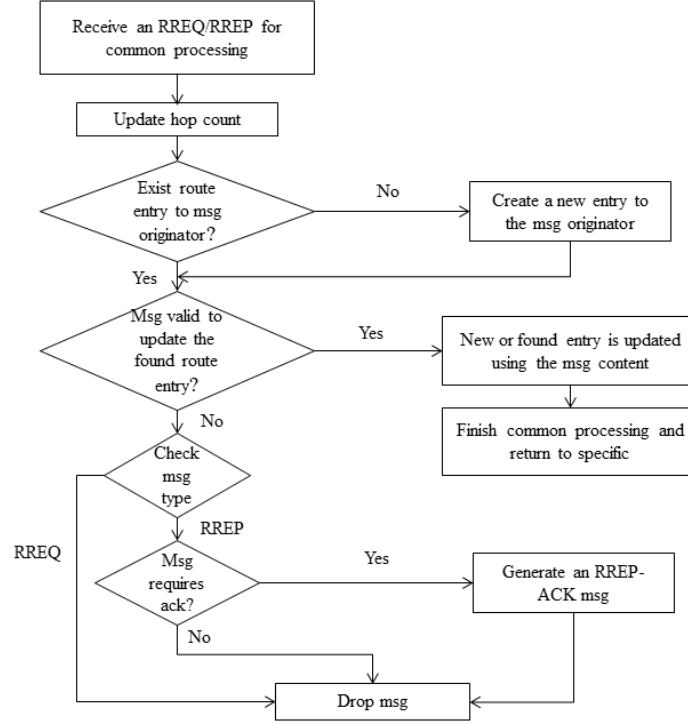 Receive an RREQ/RREP for
common processing
Update hop count
Exist route
entry to msg
originator?
No
Create a new entry to
the msg originator
Yes
Msg valid to
update the
found route
entry?
Yes
New or found entry is updated
using the msg content
No
Finish common processing and
return to specific
Check
msg
type
RREQ
RREP
Msg
requires
ack?
Yes
Generate an RREP-
ACK msg
No
Drop msg